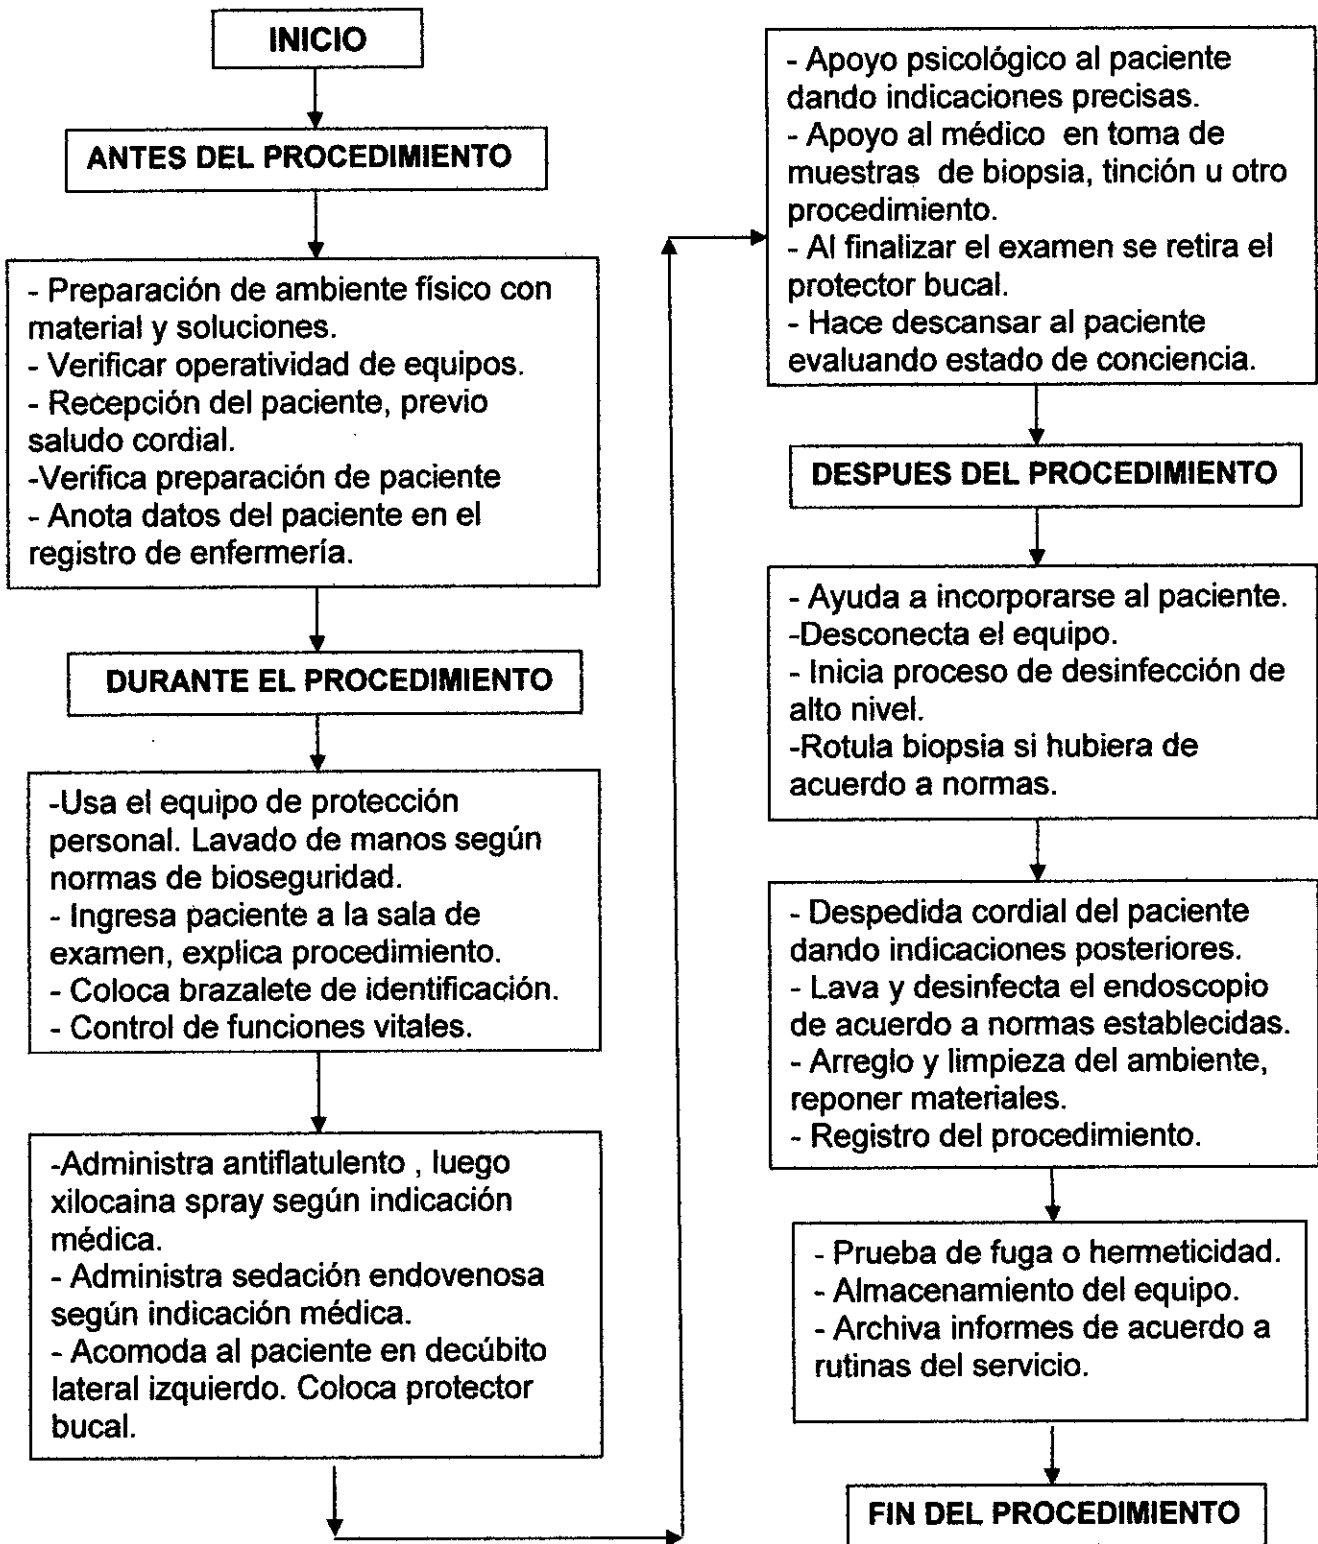 INICIO
ANTES DEL PROCEDIMIENTO
- Preparación de ambiente físico con
material y soluciones.
- Verificar operatividad de equipos.
- Recepción del paciente, previo
saludo cordial.
-Verifica preparación de paciente
- Anota datos del paciente en el
registro de enfermería.
DURANTE EL PROCEDIMIENTO
-Usa el equipo de protección
personal. Lavado de manos según
normas de bioseguridad.
- Ingresa paciente a la sala de
examen, explica procedimiento.
- Coloca brazalete de identificación.
- Control de funciones vitales.
-Administra antiflatulento , luego
xilocaina spray según indicación
médica.
- Administra sedación endovenosa
según indicación médica.
- Acomoda al paciente en decúbito
lateral izquierdo. Coloca protector
bucal.
- Apoyo psicológico al paciente
dando indicaciones precisas.
- Apoyo al médico en toma de
muestras de biopsia, tinción u otro
procedimiento.
- Al finalizar el examen se retira el
protector bucal.
- Hace descansar al paciente
evaluando estado de conciencia.
DESPUES DEL PROCEDIMIENTO
- Ayuda a incorporarse al paciente.
-Desconecta el equipo.
- Inicia proceso de desinfección de
alto nivel.
-Rotula biopsia si hubiera de
acuerdo a normas.
- Despedida cordial del paciente
dando indicaciones posteriores.
- Lava y desinfecta el endoscopio
de acuerdo a normas establecidas.
- Arreglo y limpieza del ambiente,
reponer materiales.
- Registro del procedimiento.
- Prueba de fuga o hermeticidad.
- Almacenamiento del equipo.
- Archiva informes de acuerdo a
rutinas del servicio.
FIN DEL PROCEDIMIENTO